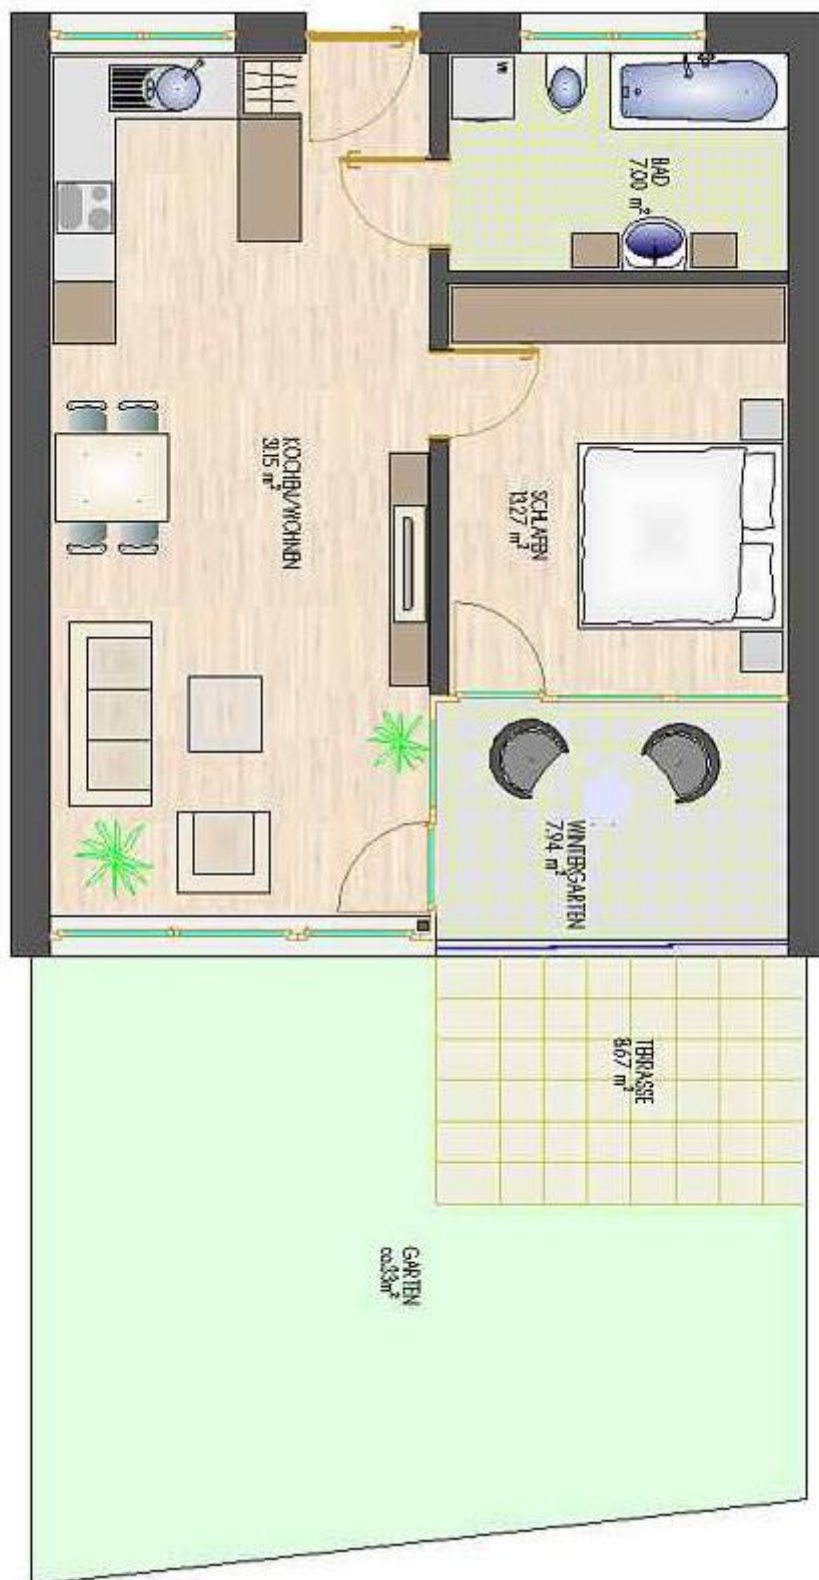 BAD
7.00 m²
KOCHEN/WOHNEN
31.15 m²
SCHLAFEN
13.27 m²
WINTERGARTEN
7.94 m²
TERRASSE
8.67 m²
GARTEN
ca.33m²